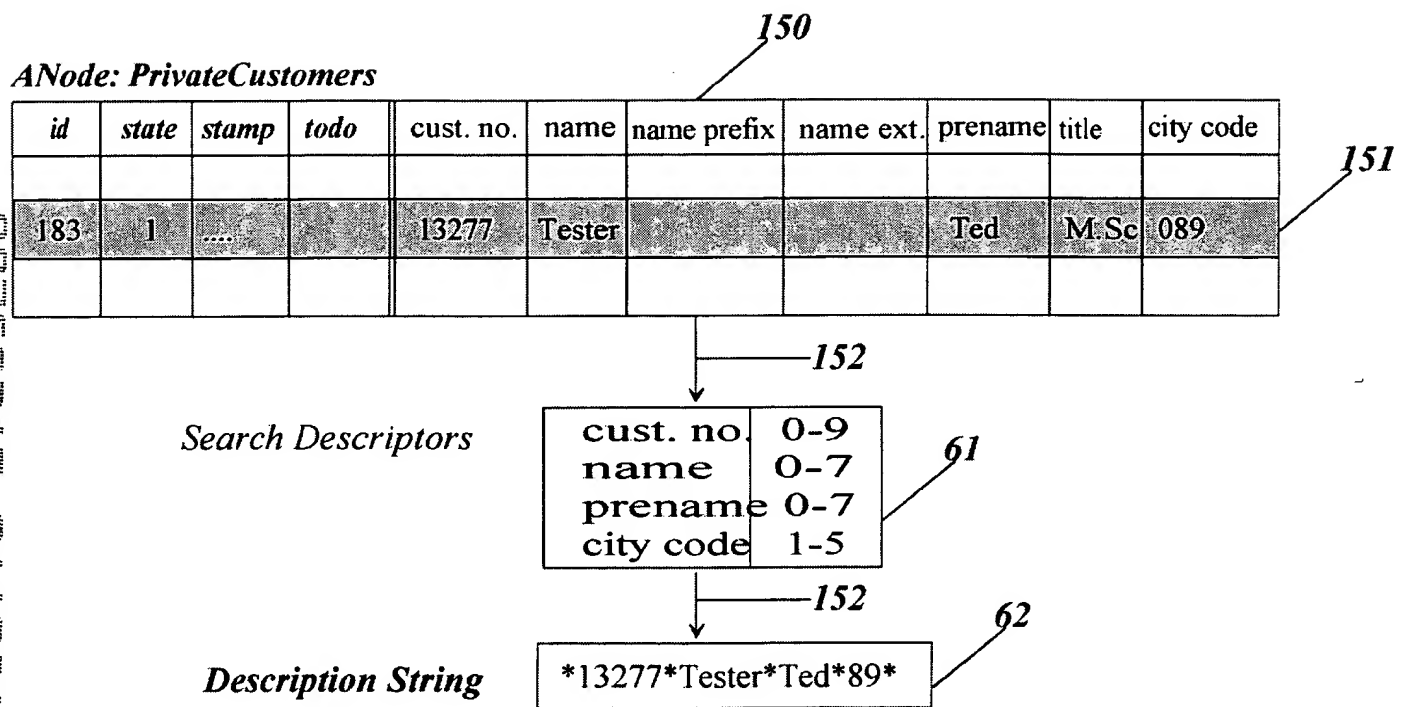 150
ANode: PrivateCustomers
id state stamp todo cust. no. name name prefix name ext. prename title city code
151
183 1 .... 13277 Tester Ted M.Sc 089
152
Search Descriptors
cust. no. 0-9
name 0-7
prename 0-7
city code 1-5
61
152
62
Description String
*13277*Tester*Ted*89*